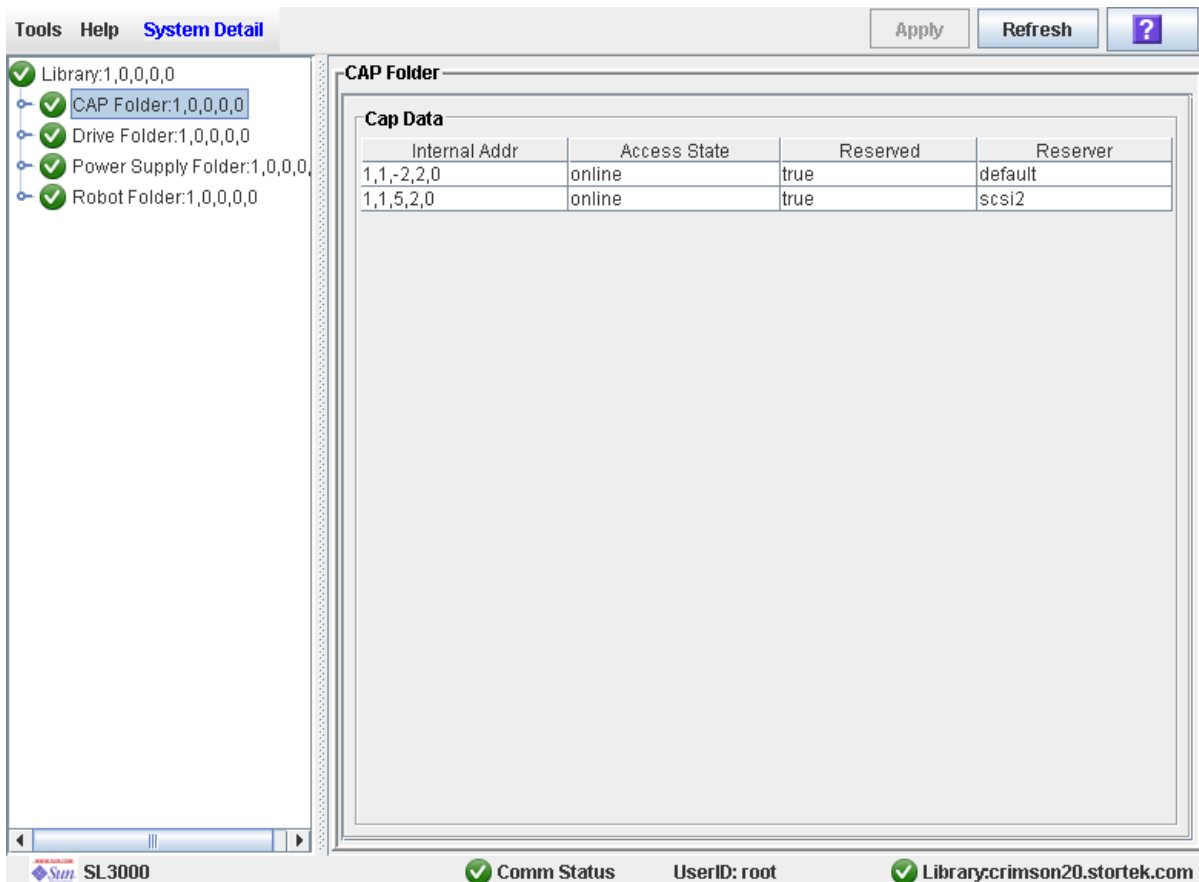 Tools Help System Detail Apply Refresh ?
Library:1,0,0,0,0
CAP Folder:1,0,0,0,0
Drive Folder:1,0,0,0,0
Power Supply Folder:1,0,0,0,
Robot Folder:1,0,0,0,0
CAP Folder
Cap Data
Internal Addr Access State Reserved Reserver
1,1,-2,2,0 online true default
1,1,5,2,0 online true scsi2
Sun SL3000 Comm Status UserID: root Library:crimson20.stortek.com